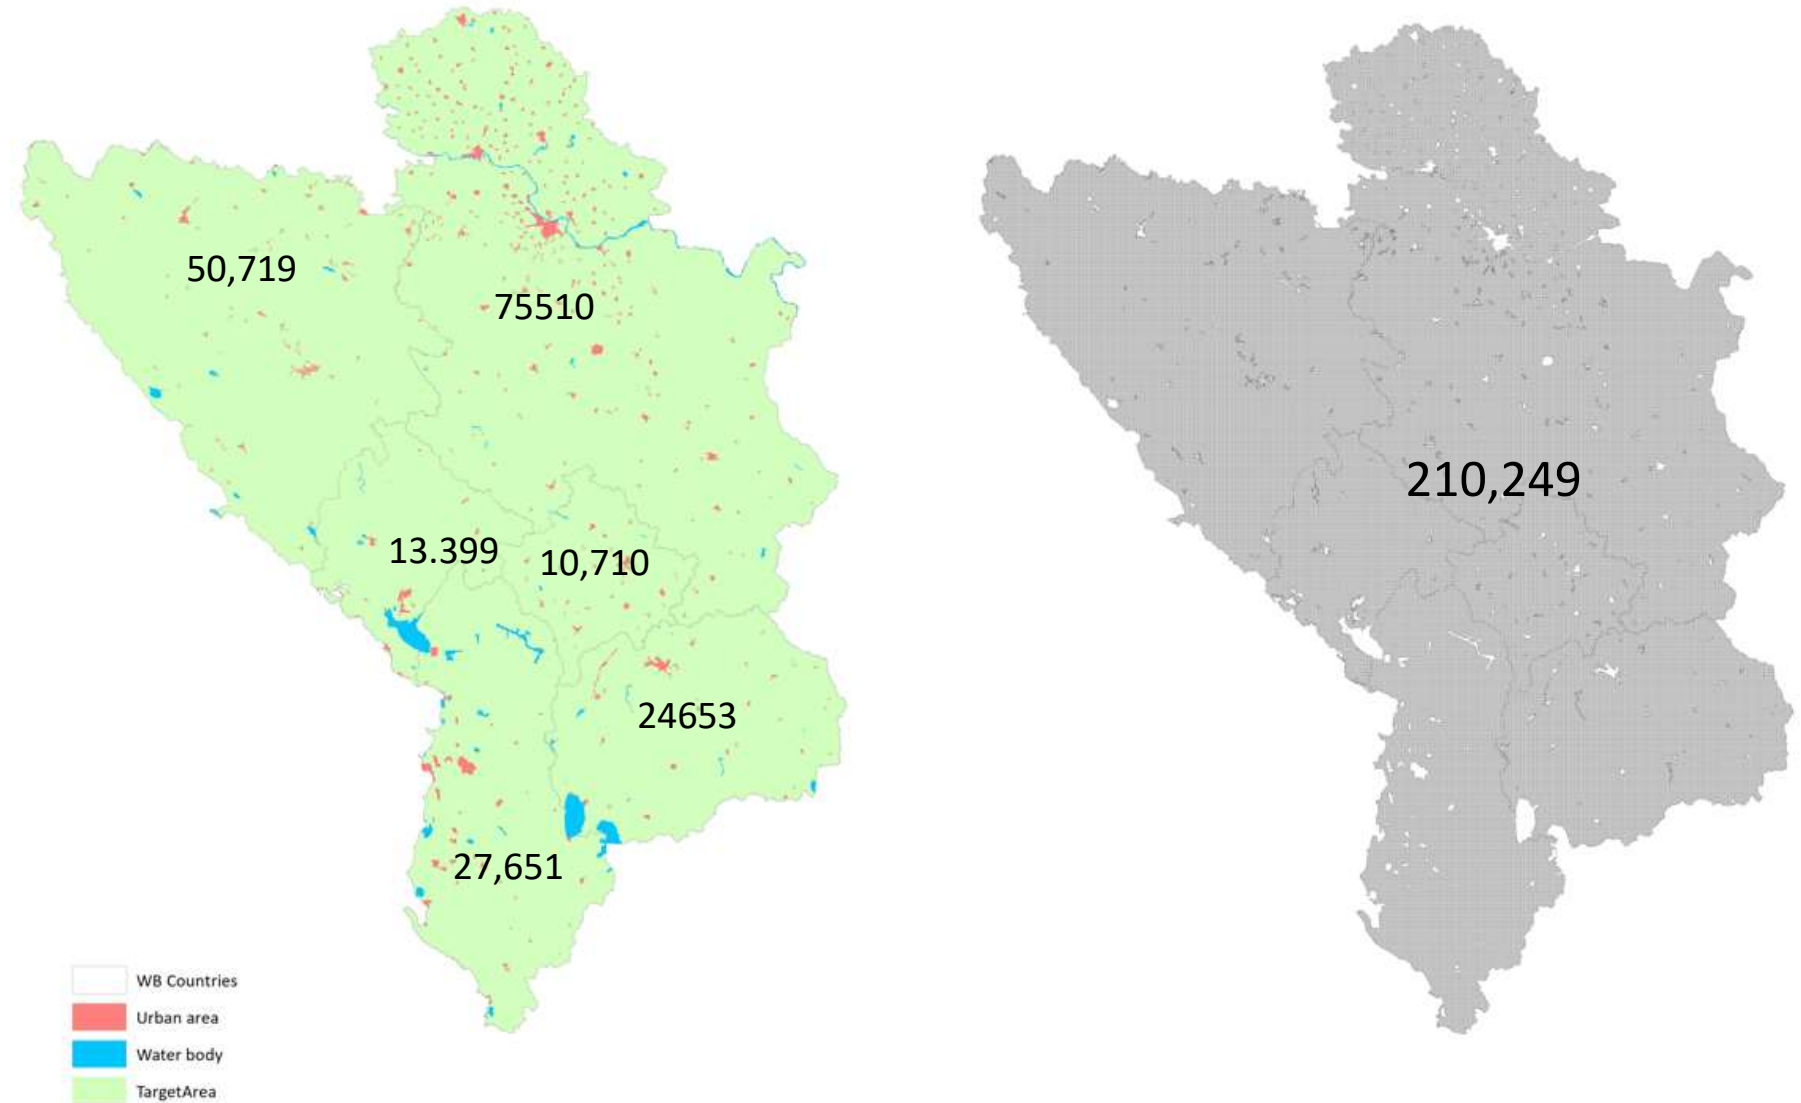 50,719
75510
13.399
10,710
24653
27,651
WB Countries
Urban area
Water body
TargetArea
210,249